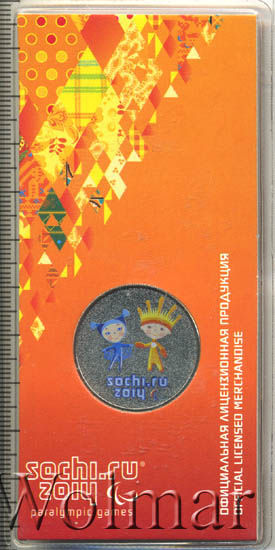 sochi.ru
2014
sochi.ru
2014
paralympic games
ОФИЦИАЛЬНАЯ ЛИЦЕНЗИОННАЯ ПРОДУКЦИЯ
OFFICIAL LICENSED MERCHANDISE
Wolmar